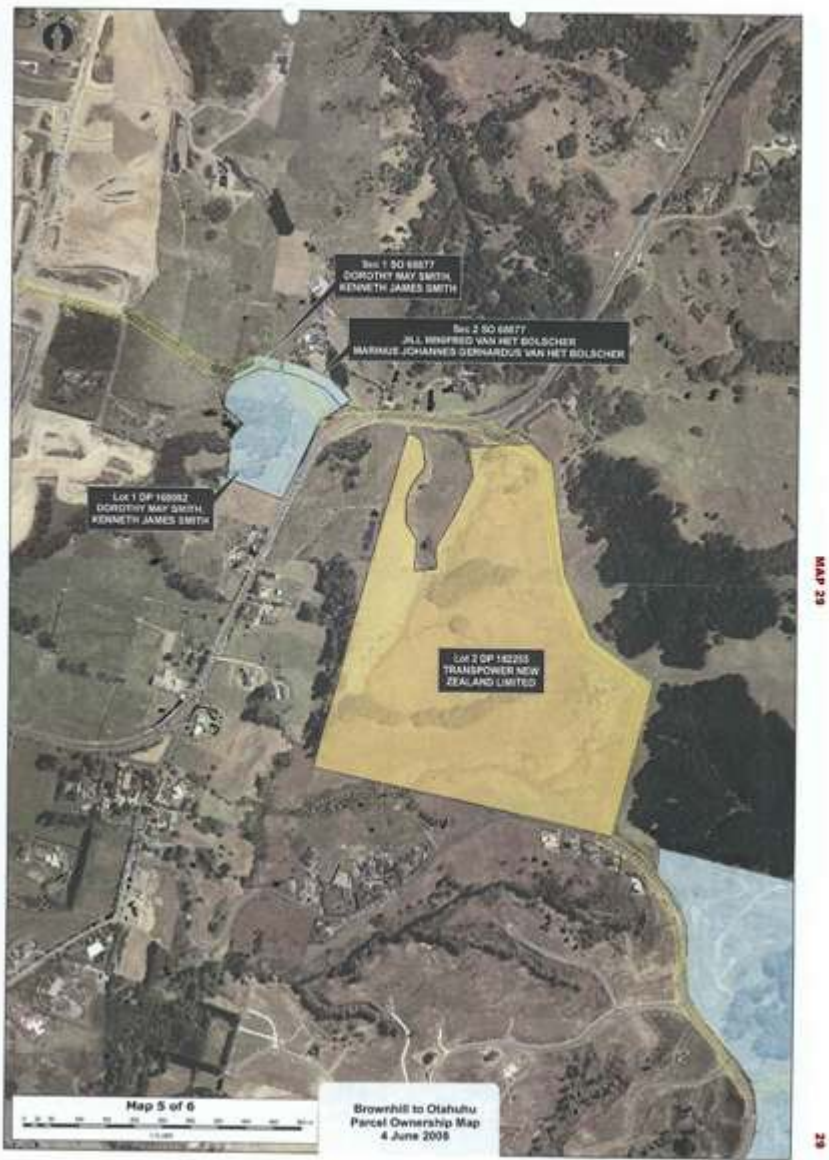 Sec 1 SO 68877
DOROTHY MAY SMITH,
KENNETH JAMES SMITH
Sec 2 SO 68877
JILL WINIFRED VAN HET BOLSCHER
MARINUS JOHANNES GERHARDUS VAN HET BOLSCHER
Lot 1 DP
DOROTHY MAY SMITH,
KENNETH JAMES SMITH
Lot 2 DP
TRANSPOWER NEW
ZEALAND LIMITED
MAP 29
Map 5 of 6
Brownhill to Otahuhu
Parcel Ownership Map
4 June 2008
29